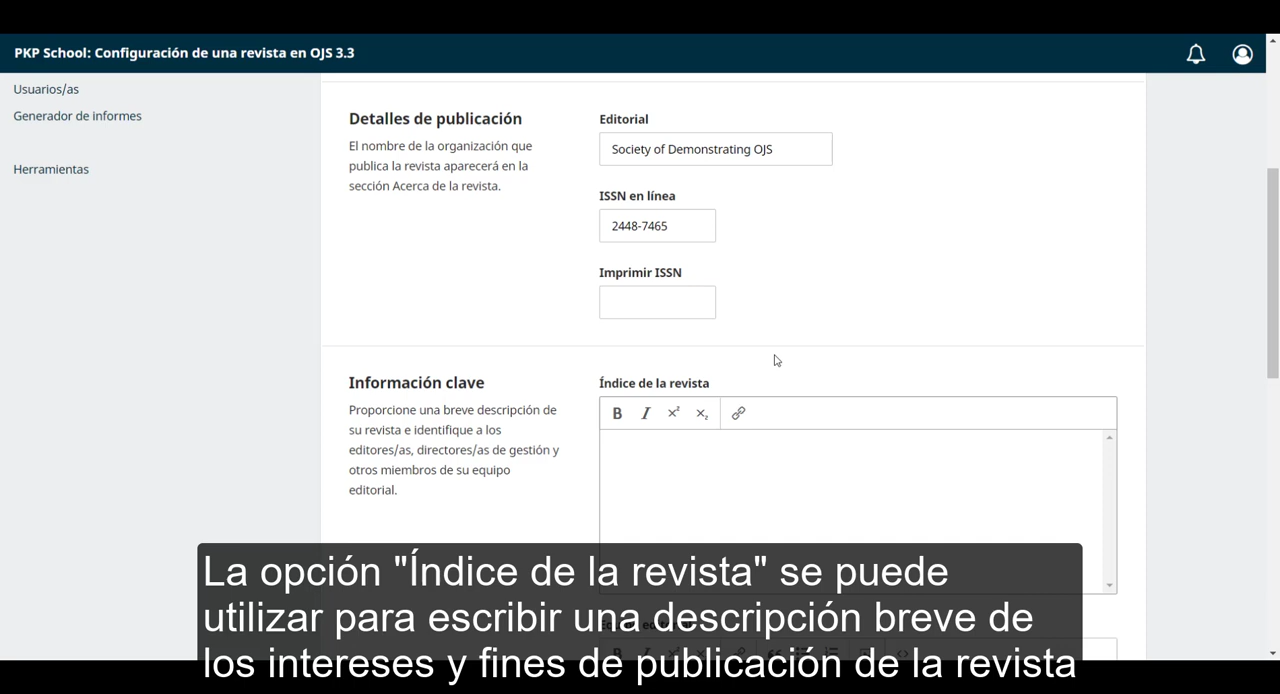 PKP School: Configuración de una revista en OJS 3.3
Usuarios/as
Generador de informes
Herramientas
Detalles de publicación
El nombre de la organización que
publica la revista aparecerá en la
sección Acerca de la revista.
Editorial
Society of Demonstrating OJS
ISSN en línea
2448-7465
Imprimir ISSN
Información clave
Proporcione una breve descripción de
su revista e identifique a los
editores/as, directores/as de gestión y
otros miembros de su equipo
editorial.
Índice de la revista
La opción "Índice de la revista" se puede
utilizar para escribir una descripción breve de
los intereses y fines de publicación de la revista